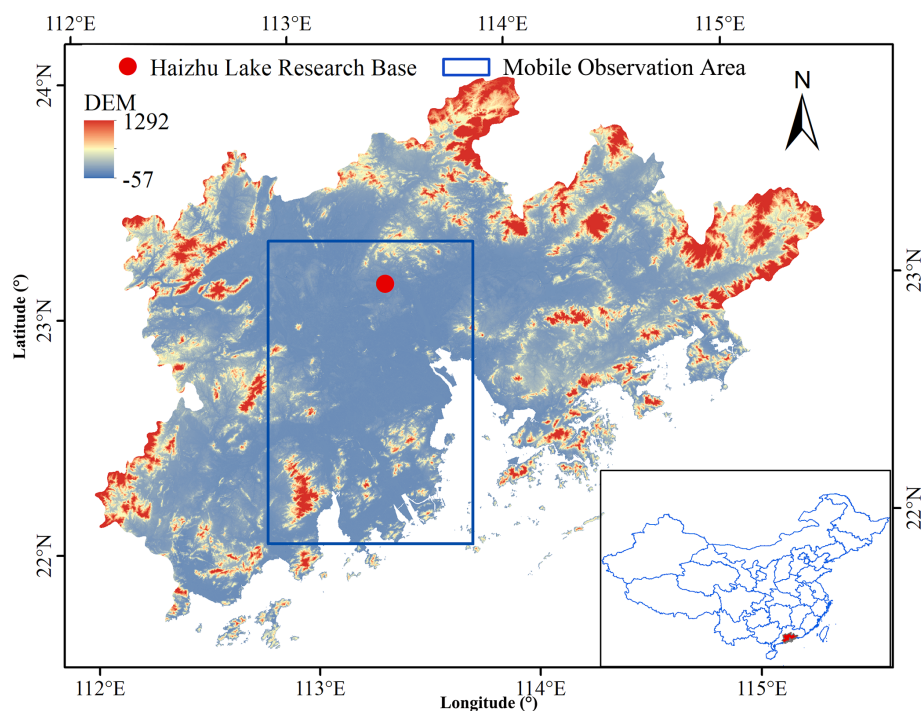 112°E 113°E 114°E 115°E
Haizhu Lake Research Base Mobile Observation Area
N
DEM
1292
-57
24°N
23°N
22°N
Latitude (°)
23°N
22°N
112°E 113°E 114°E 115°E
Longitude (°)